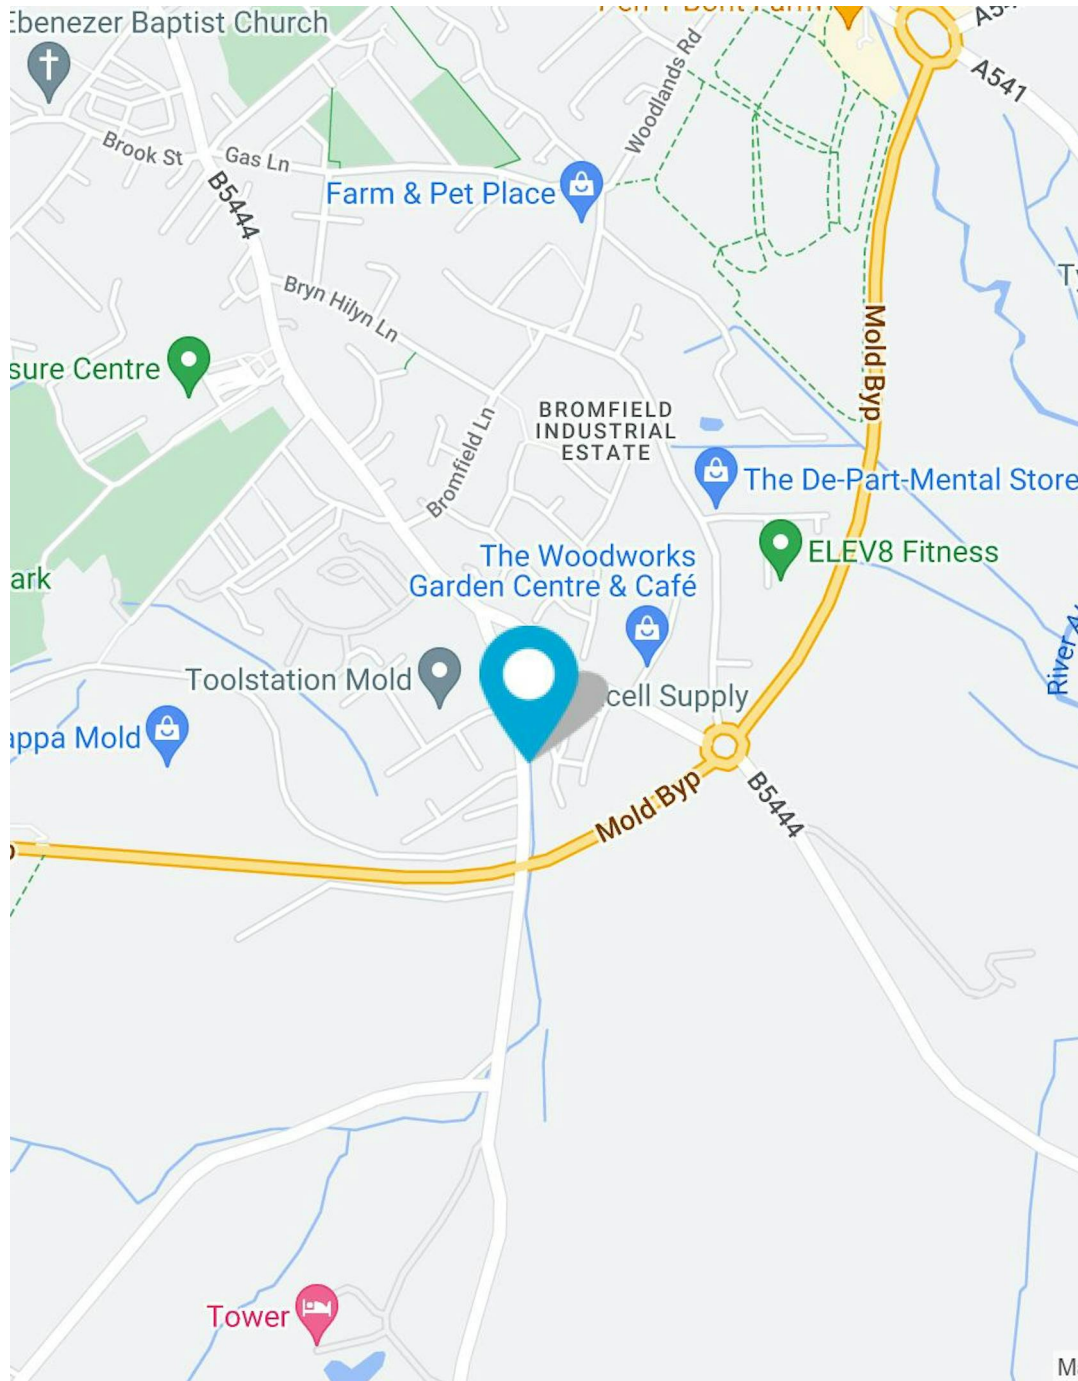 Ebenezer Baptist Church
A541
Brook St
Gas Ln
Woodlands Rd
B5444
Farm & Pet Place
Bryn Hilyn Ln
Mold Byp
sure Centre
Bromfield Ln
BROMFIELD
INDUSTRIAL
ESTATE
The De-Part-Mental Store
ELEV8 Fitness
The Woodworks
Garden Centre & Café
ark
River
Toolstation Mold
cell Supply
appa Mold
Mold Byp
B5444
Tower